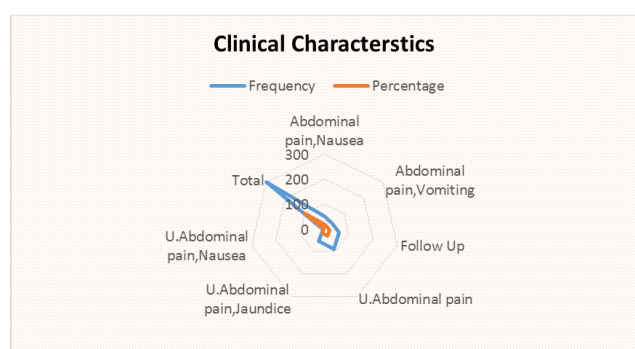 Clinical Characterstics
Frequency
Percentage
Abdominal
pain,Nausea
300
200
100
0
Abdominal
pain,Vomiting
Follow Up
U.Abdominal pain
U.Abdominal
pain,Jaundice
U.Abdominal
pain,Nausea
Total